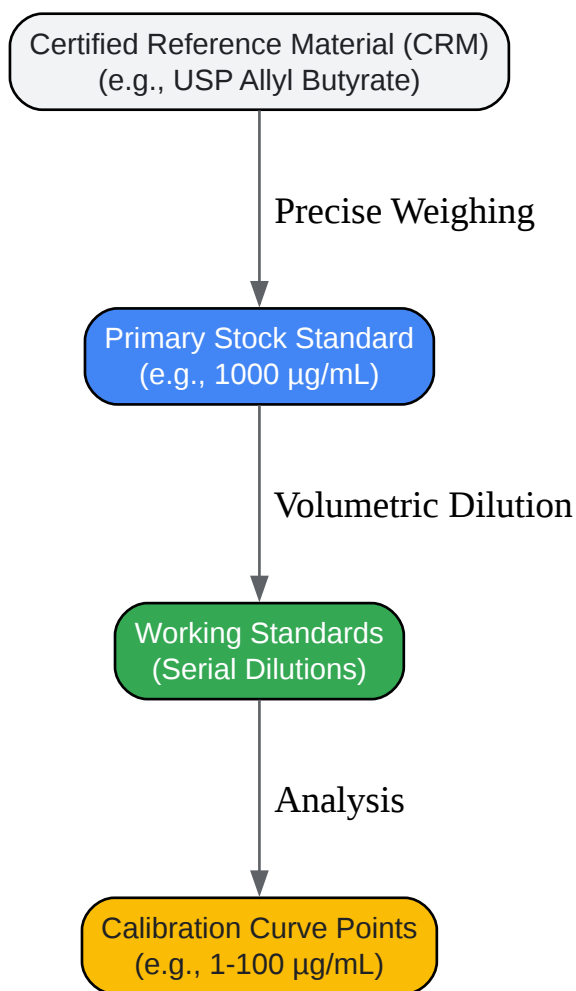 Certified Reference Material (CRM)
(e.g., USP Allyl Butyrate)
Precise Weighing
Primary Stock Standard
(e.g., 1000 µg/mL)
Volumetric Dilution
Working Standards
(Serial Dilutions)
Analysis
Calibration Curve Points
(e.g., 1-100 µg/mL)